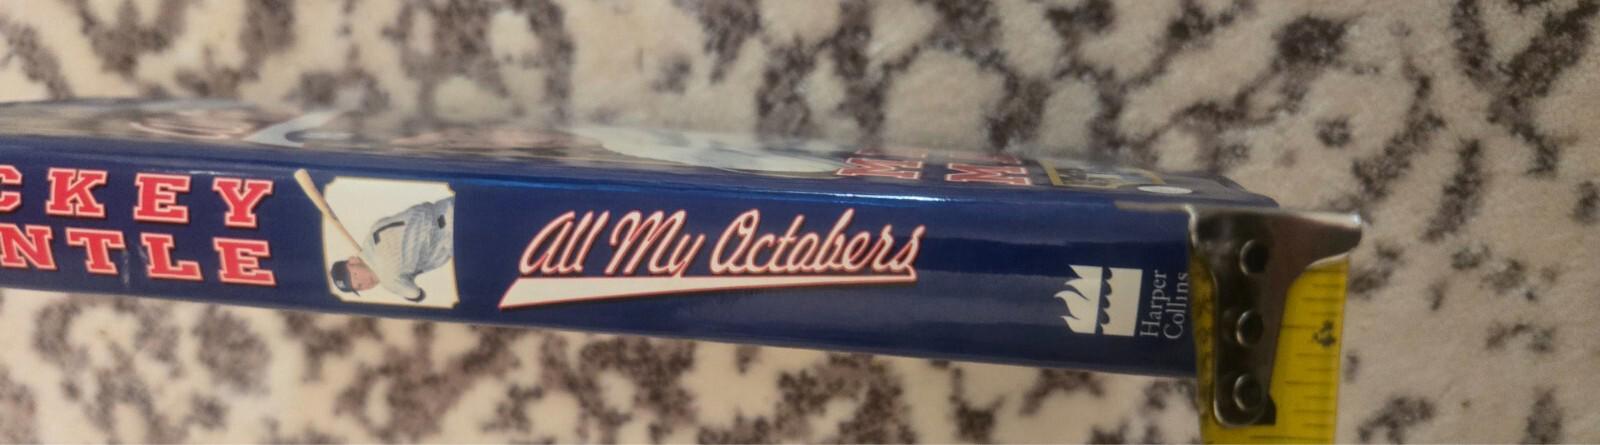 CKEY
NTLE
All My Octobers
Harper
Collins
M
M